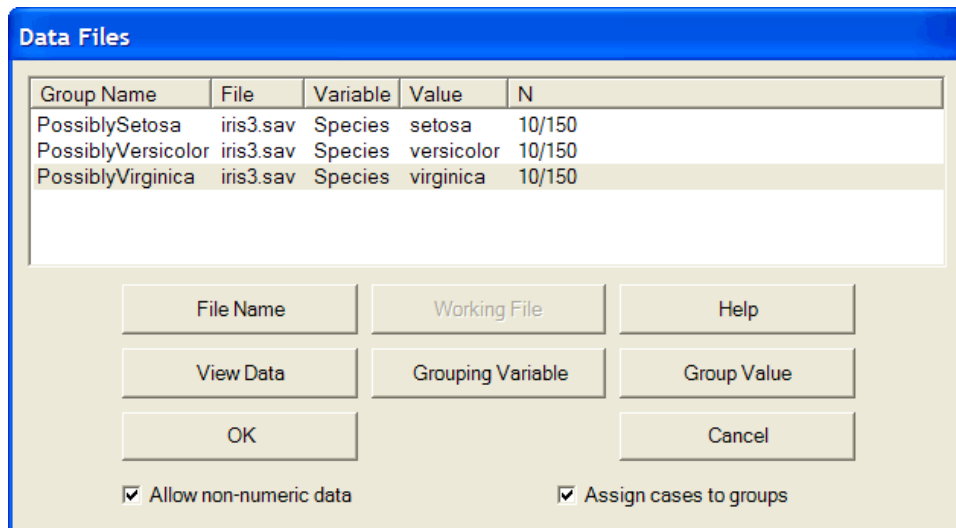 Data Files
Group Name File Variable Value N
PossiblySetosa iris3.sav Species setosa 10/150
PossiblyVersicolor iris3.sav Species versicolor 10/150
PossiblyVirginica iris3.sav Species virginica 10/150
File Name Working File Help
View Data Grouping Variable Group Value
OK Cancel
Allow non-numeric data Assign cases to groups